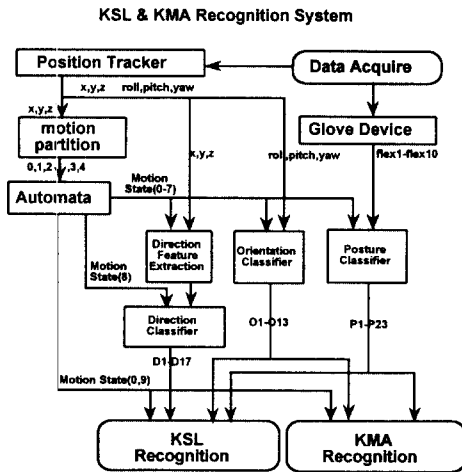 KSL & KMA Recognition System
Position Tracker
Data Acquire
x,y,z roll,pitch,yaw
x,y,z
motion
partition
Glove Device
x,y,z
roll,pitch,yaw
flex1-flex10
0,1,2 ,3,4
Automata
Motion
State(0-7)
Direction
Feature
Extraction
Orientation
Classifier
Posture
Classifier
Motion
State(8)
Direction
Classifier
O1-O13
P1-P23
D1-D17
Motion State(0,9)
KSL
Recognition
KMA
Recognition